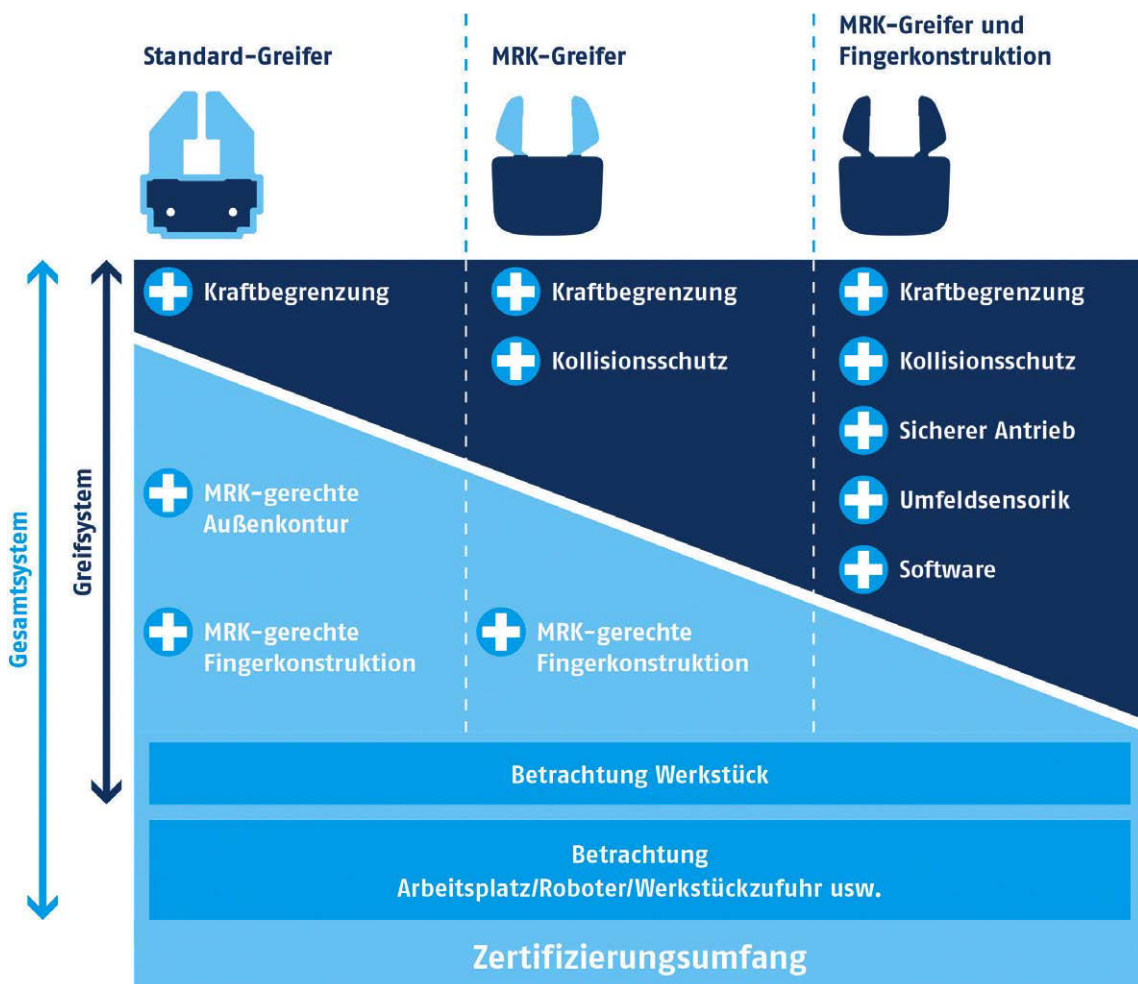 Standard-Greifer
MRK-Greifer
MRK-Greifer und
Fingerkonstruktion
Kraftbegrenzung
Kraftbegrenzung
Kraftbegrenzung
Kollisionsschutz
Kollisionsschutz
Sicherer Antrieb
MRK-gerechte
Außenkontur
Umfeldsensorik
Software
MRK-gerechte
Fingerkonstruktion
MRK-gerechte
Fingerkonstruktion
Gesamtsystem
Greifsystem
Betrachtung Werkstück
Betrachtung
Arbeitsplatz/Roboter/Werkstückzufuhr usw.
Zertifizierungsumfang